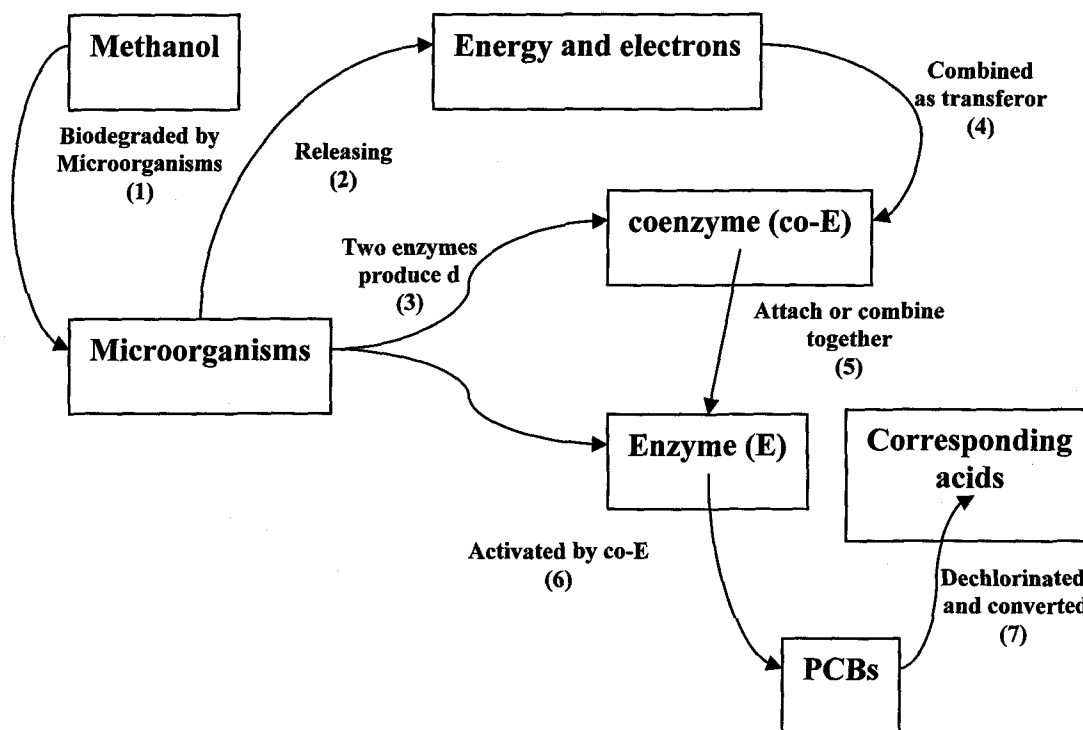 Methanol
Energy and electrons
Combined
as transferor
(4)
Biodegraded by
Microorganisms
(1)
Releasing
(2)
coenzyme (co-E)
Two enzymes
produce d
(3)
Attach or combine
together
(5)
Microorganisms
Enzyme (E)
Corresponding
acids
Activated by co-E
(6)
Dechlorinated
and converted
(7)
PCBs